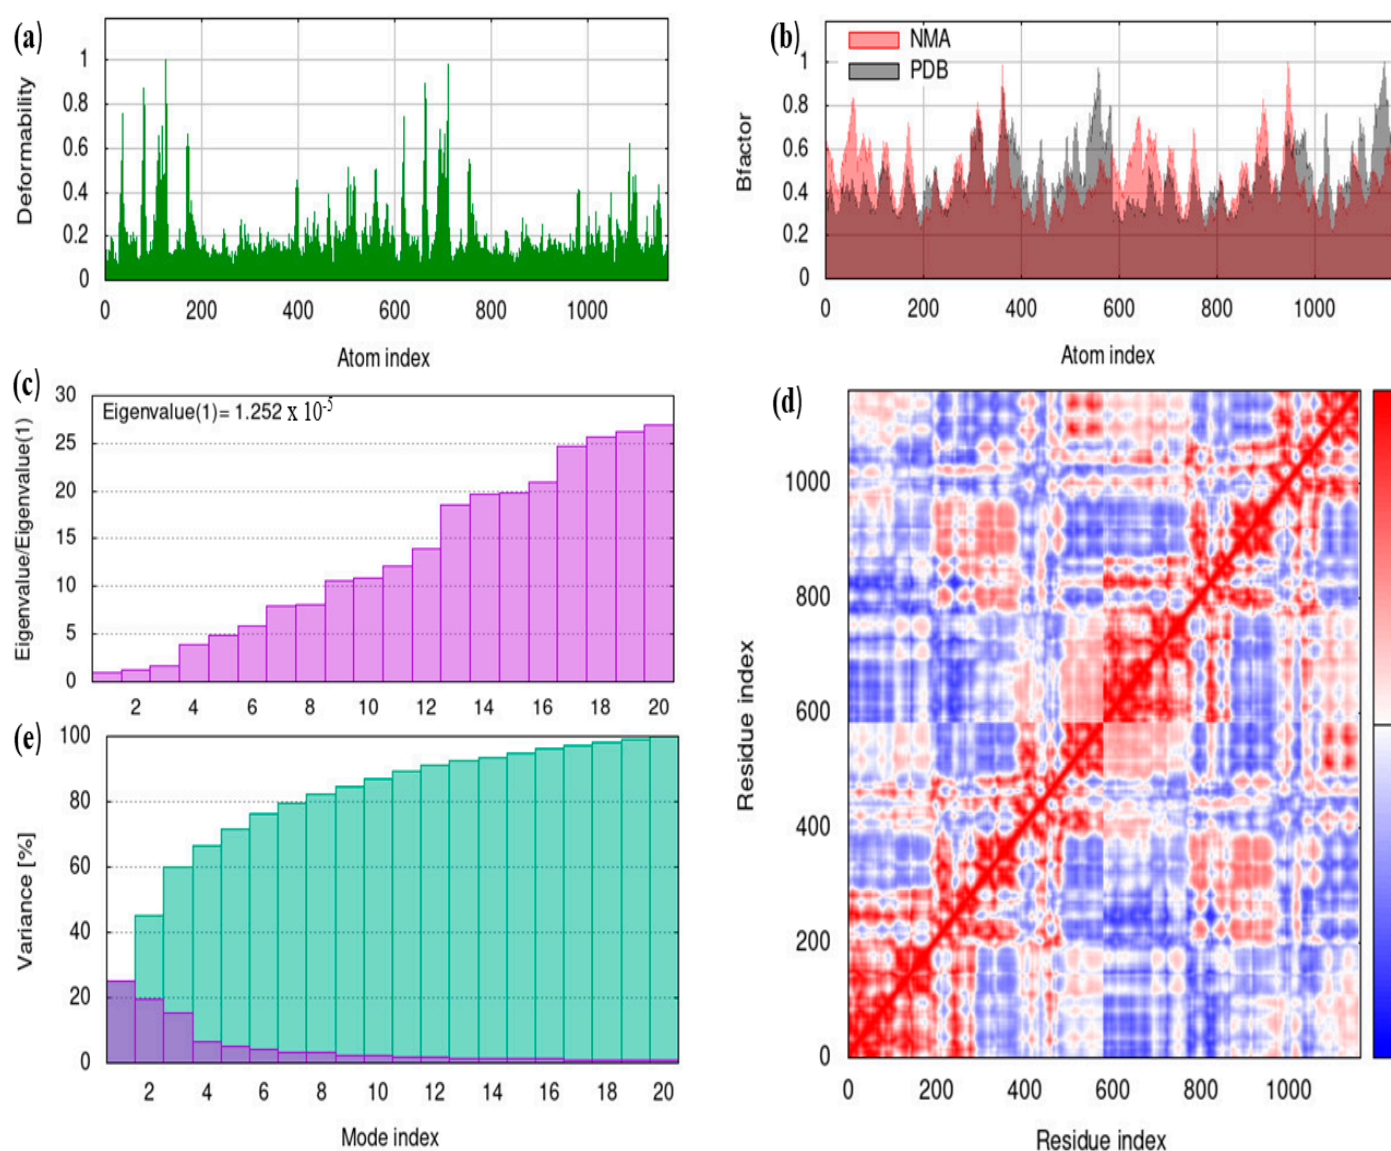 (a)
Deformability
1
0.8
0.6
0.4
0.2
0
0 200 400 600 800 1000
Atom index
(b)
NMA
PDB
Bfactor
1
0.8
0.6
0.4
0.2
0
0 200 400 600 800 1000
Atom index
(c)
Eigenvalue(1)= 1.252 x 10-5
Eigenvalue/Eigenvalue(1)
30
25
20
15
10
5
0
2 4 6 8 10 12 14 16 18 20
(d)
Residue index
1000
800
600
400
200
0
0 200 400 600 800 1000
Residue index
(e)
Variance [%]
100
80
60
40
20
0
2 4 6 8 10 12 14 16 18 20
Mode index